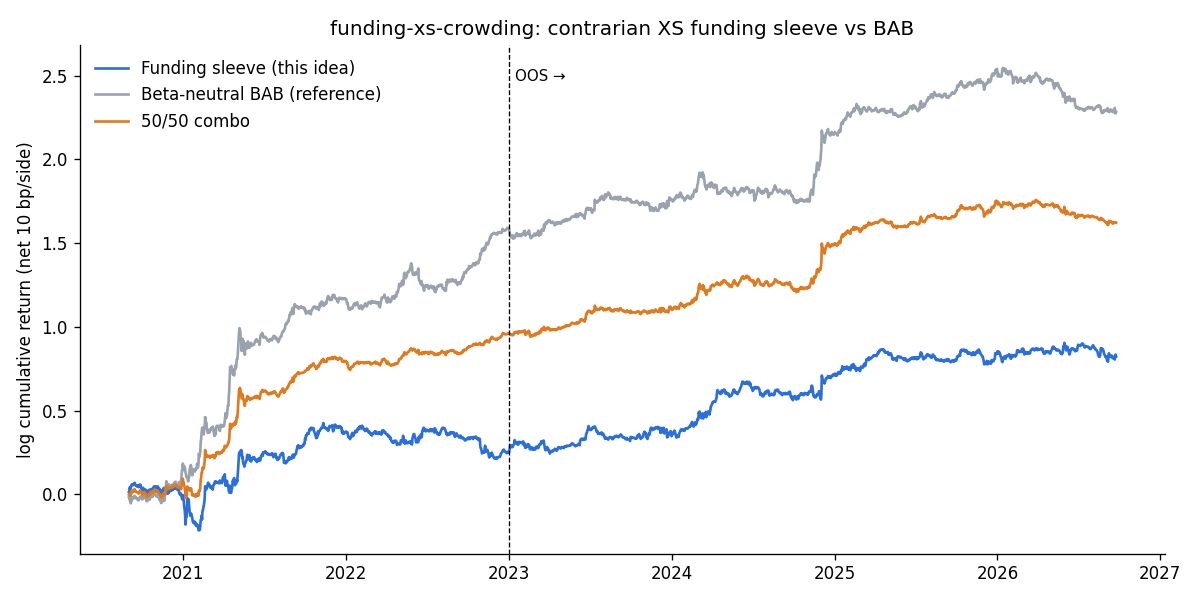 funding-xs-crowding: contrarian XS funding sleeve vs BAB
Funding sleeve (this idea)
Beta-neutral BAB (reference)
50/50 combo
OOS →
log cumulative return (net 10 bp/side)
2.5
2.0
1.5
1.0
0.5
0.0
2021
2022
2023
2024
2025
2026
2027